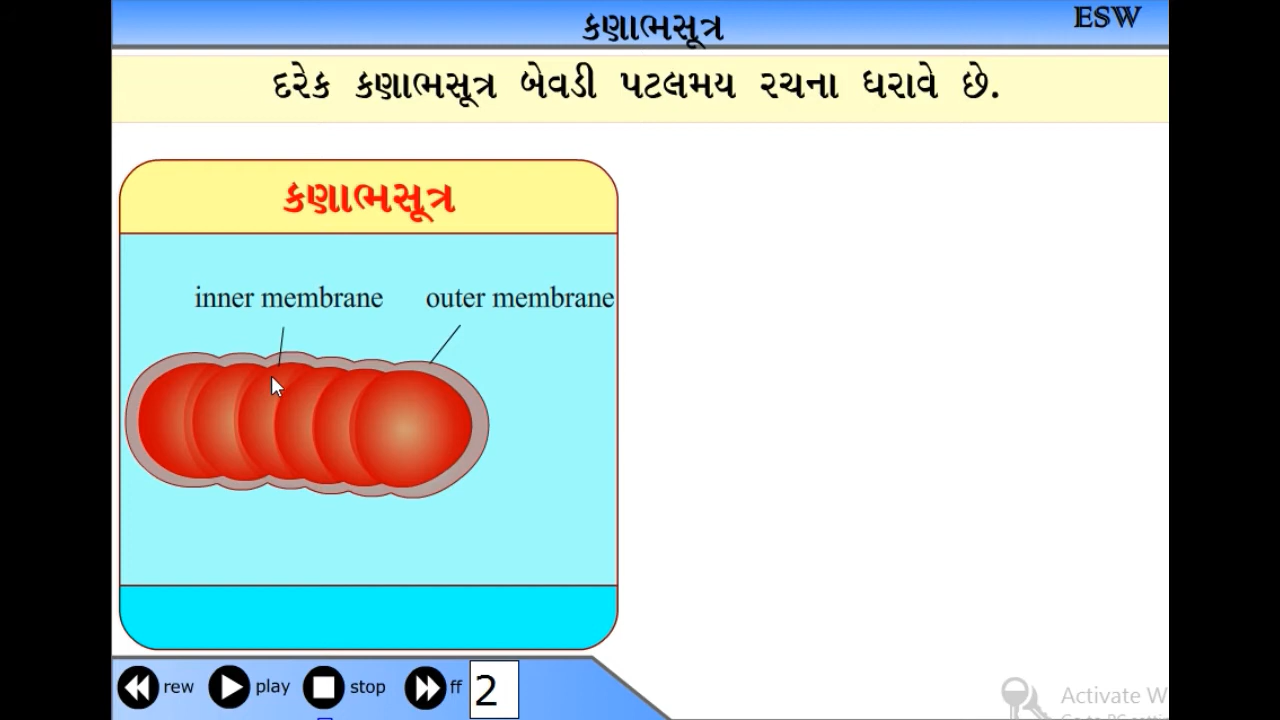 કણાભસૂત્ર
ESW
દરેક કણાભસૂત્ર બેવડી પટલમય રચના ધરાવે છે.
કણાભસૂત્ર
inner membrane outer membrane
rew play stop ff 2
Activate W